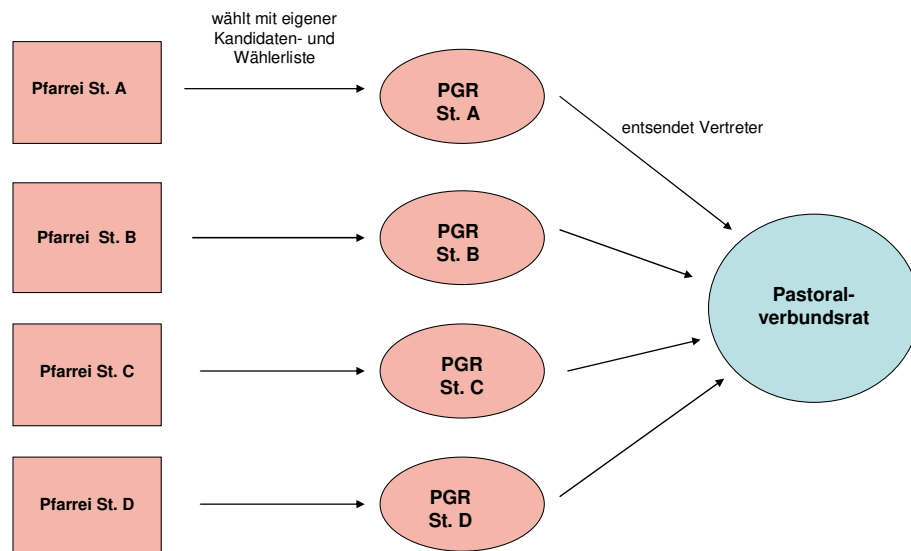 wählt mit eigener
Kandidaten- und
Wählerliste
Pfarrei St. A
PGR
St. A
entsendet Vertreter
Pfarrei St. B
PGR
St. B
Pastoral-
verbundsrat
Pfarrei St. C
PGR
St. C
Pfarrei St. D
PGR
St. D